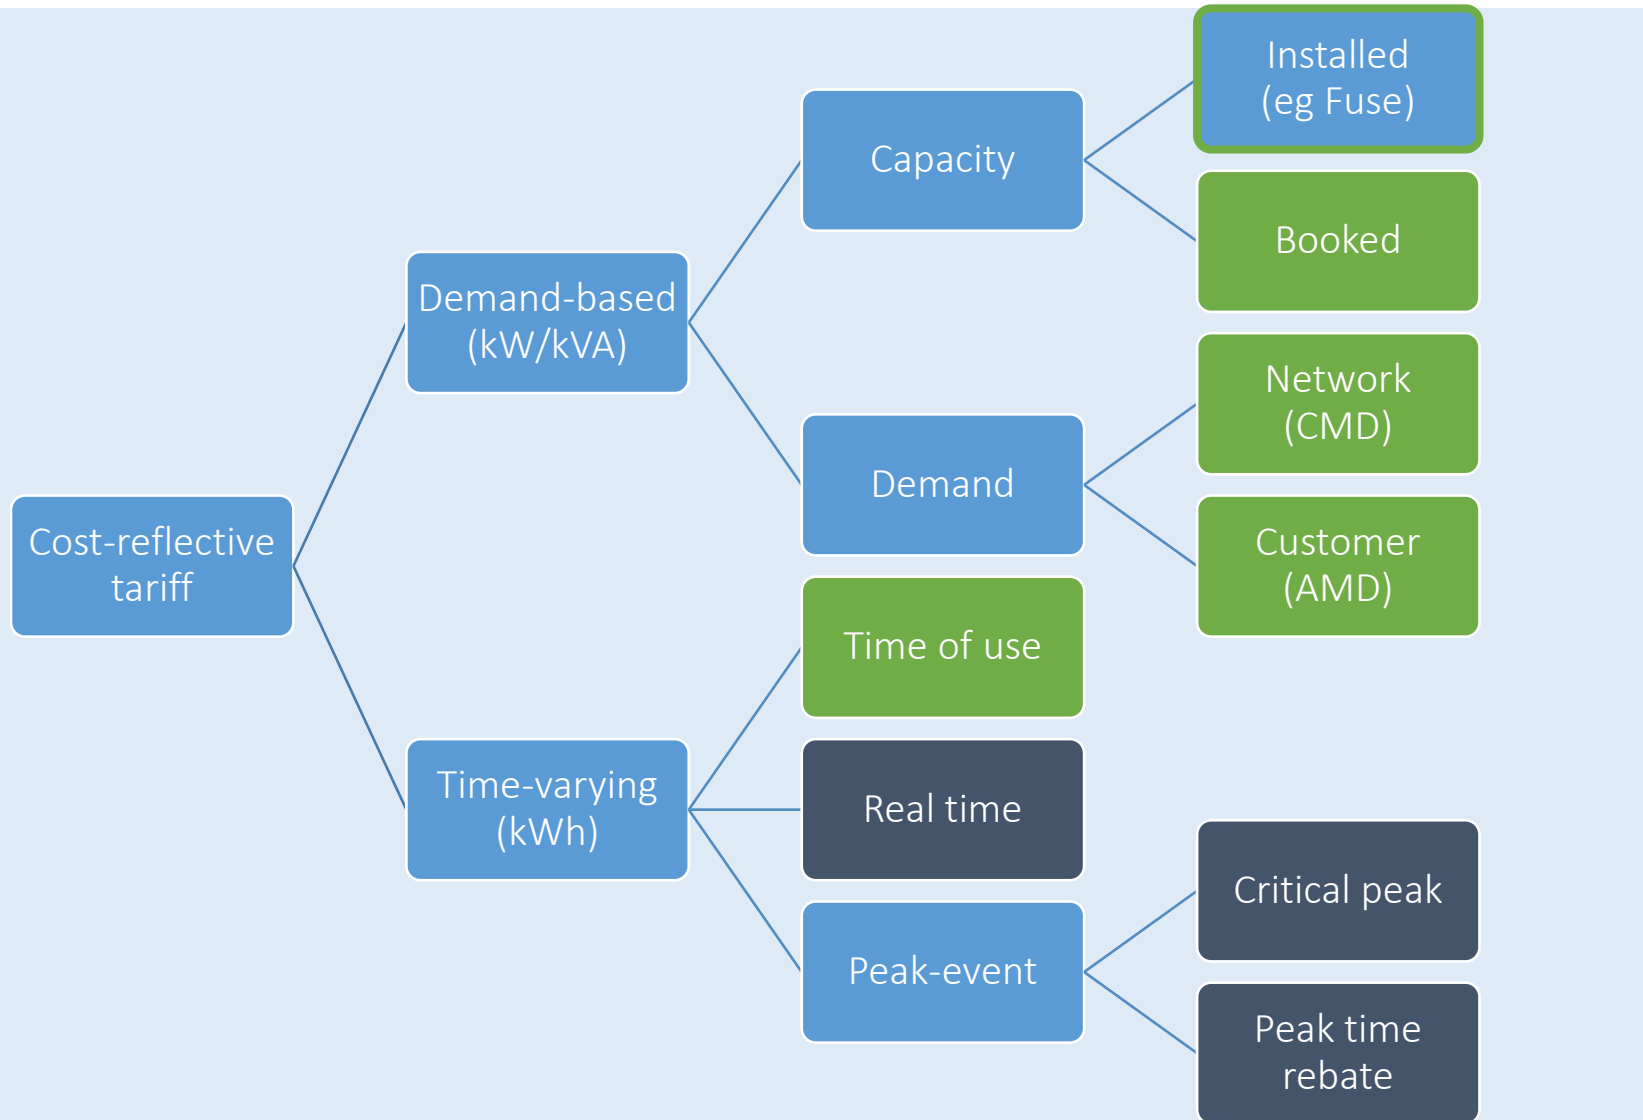 Cost-reflective
tariff
Demand-based
(kW/kVA)
Capacity
Installed
(eg Fuse)
Booked
Demand
Network
(CMD)
Customer
(AMD)
Time-varying
(kWh)
Time of use
Real time
Peak-event
Critical peak
Peak time
rebate